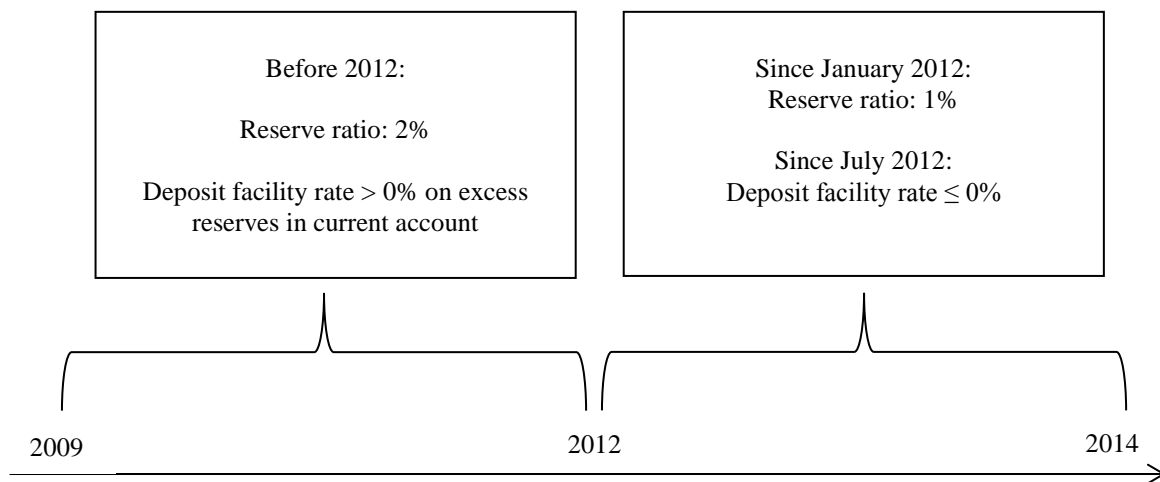 Before 2012:
Reserve ratio: 2%
Deposit facility rate > 0% on excess
reserves in current account
Since January 2012:
Reserve ratio: 1%
Since July 2012:
Deposit facility rate ≤ 0%
2009
2012
2014